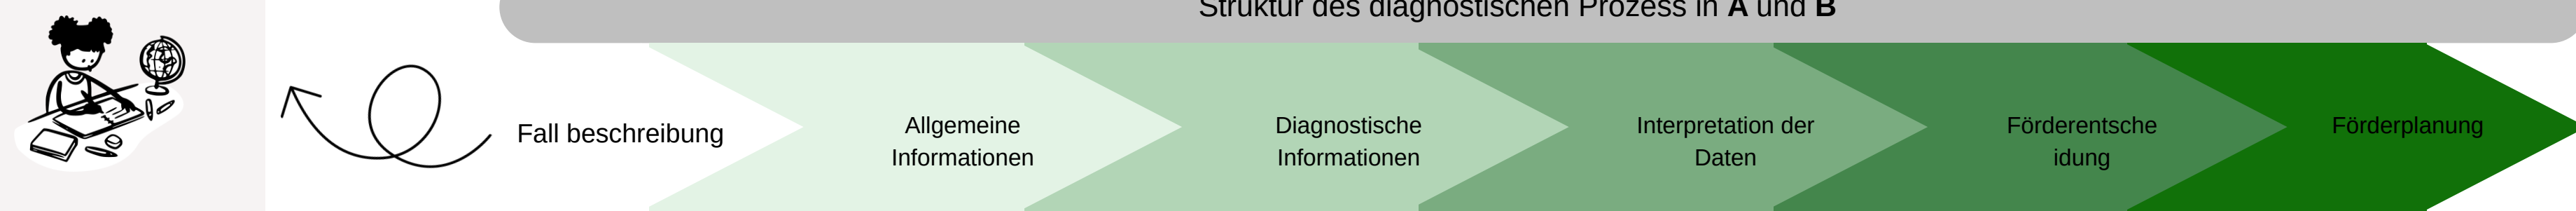 Struktur des diagnostischen Prozess in A und B
Fall beschreibung
Allgemeine
Informationen
Diagnostische
Informationen
Interpretation der
Daten
Förderentsche
idung
Förderplanung